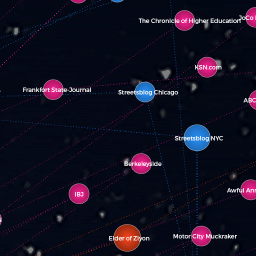 The Chronicle of Higher Education
JoCo
KSN.com
Frankfort State-Journal
Streetsblog Chicago
ABC
Streetsblog NYC
Berkeleyside
IB3
Awful Ann
Elder of Ziyon
Motor City Muckraker